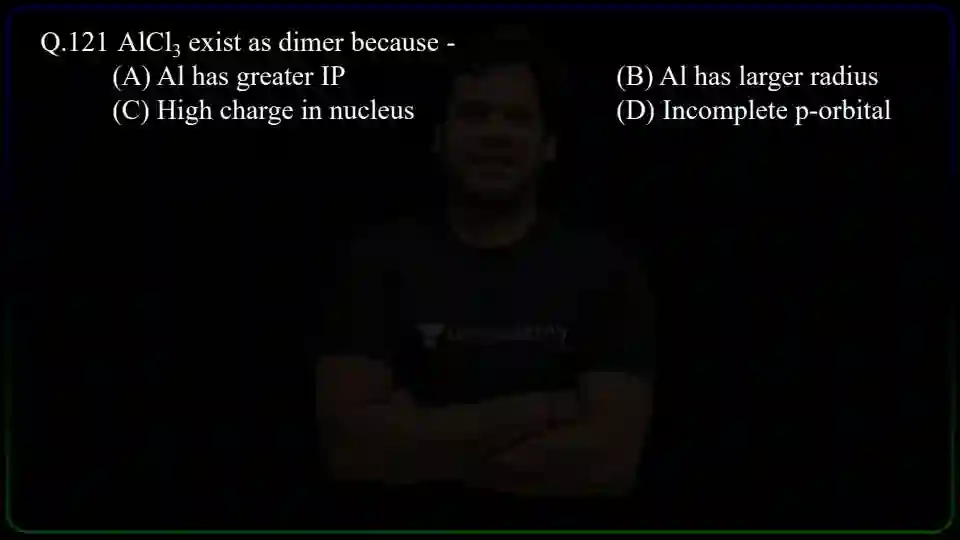 Q.121 AlCl₃ exist as dimer because -
(A) Al has greater IP (B) Al has larger radius
(C) High charge in nucleus (D) Incomplete p-orbital